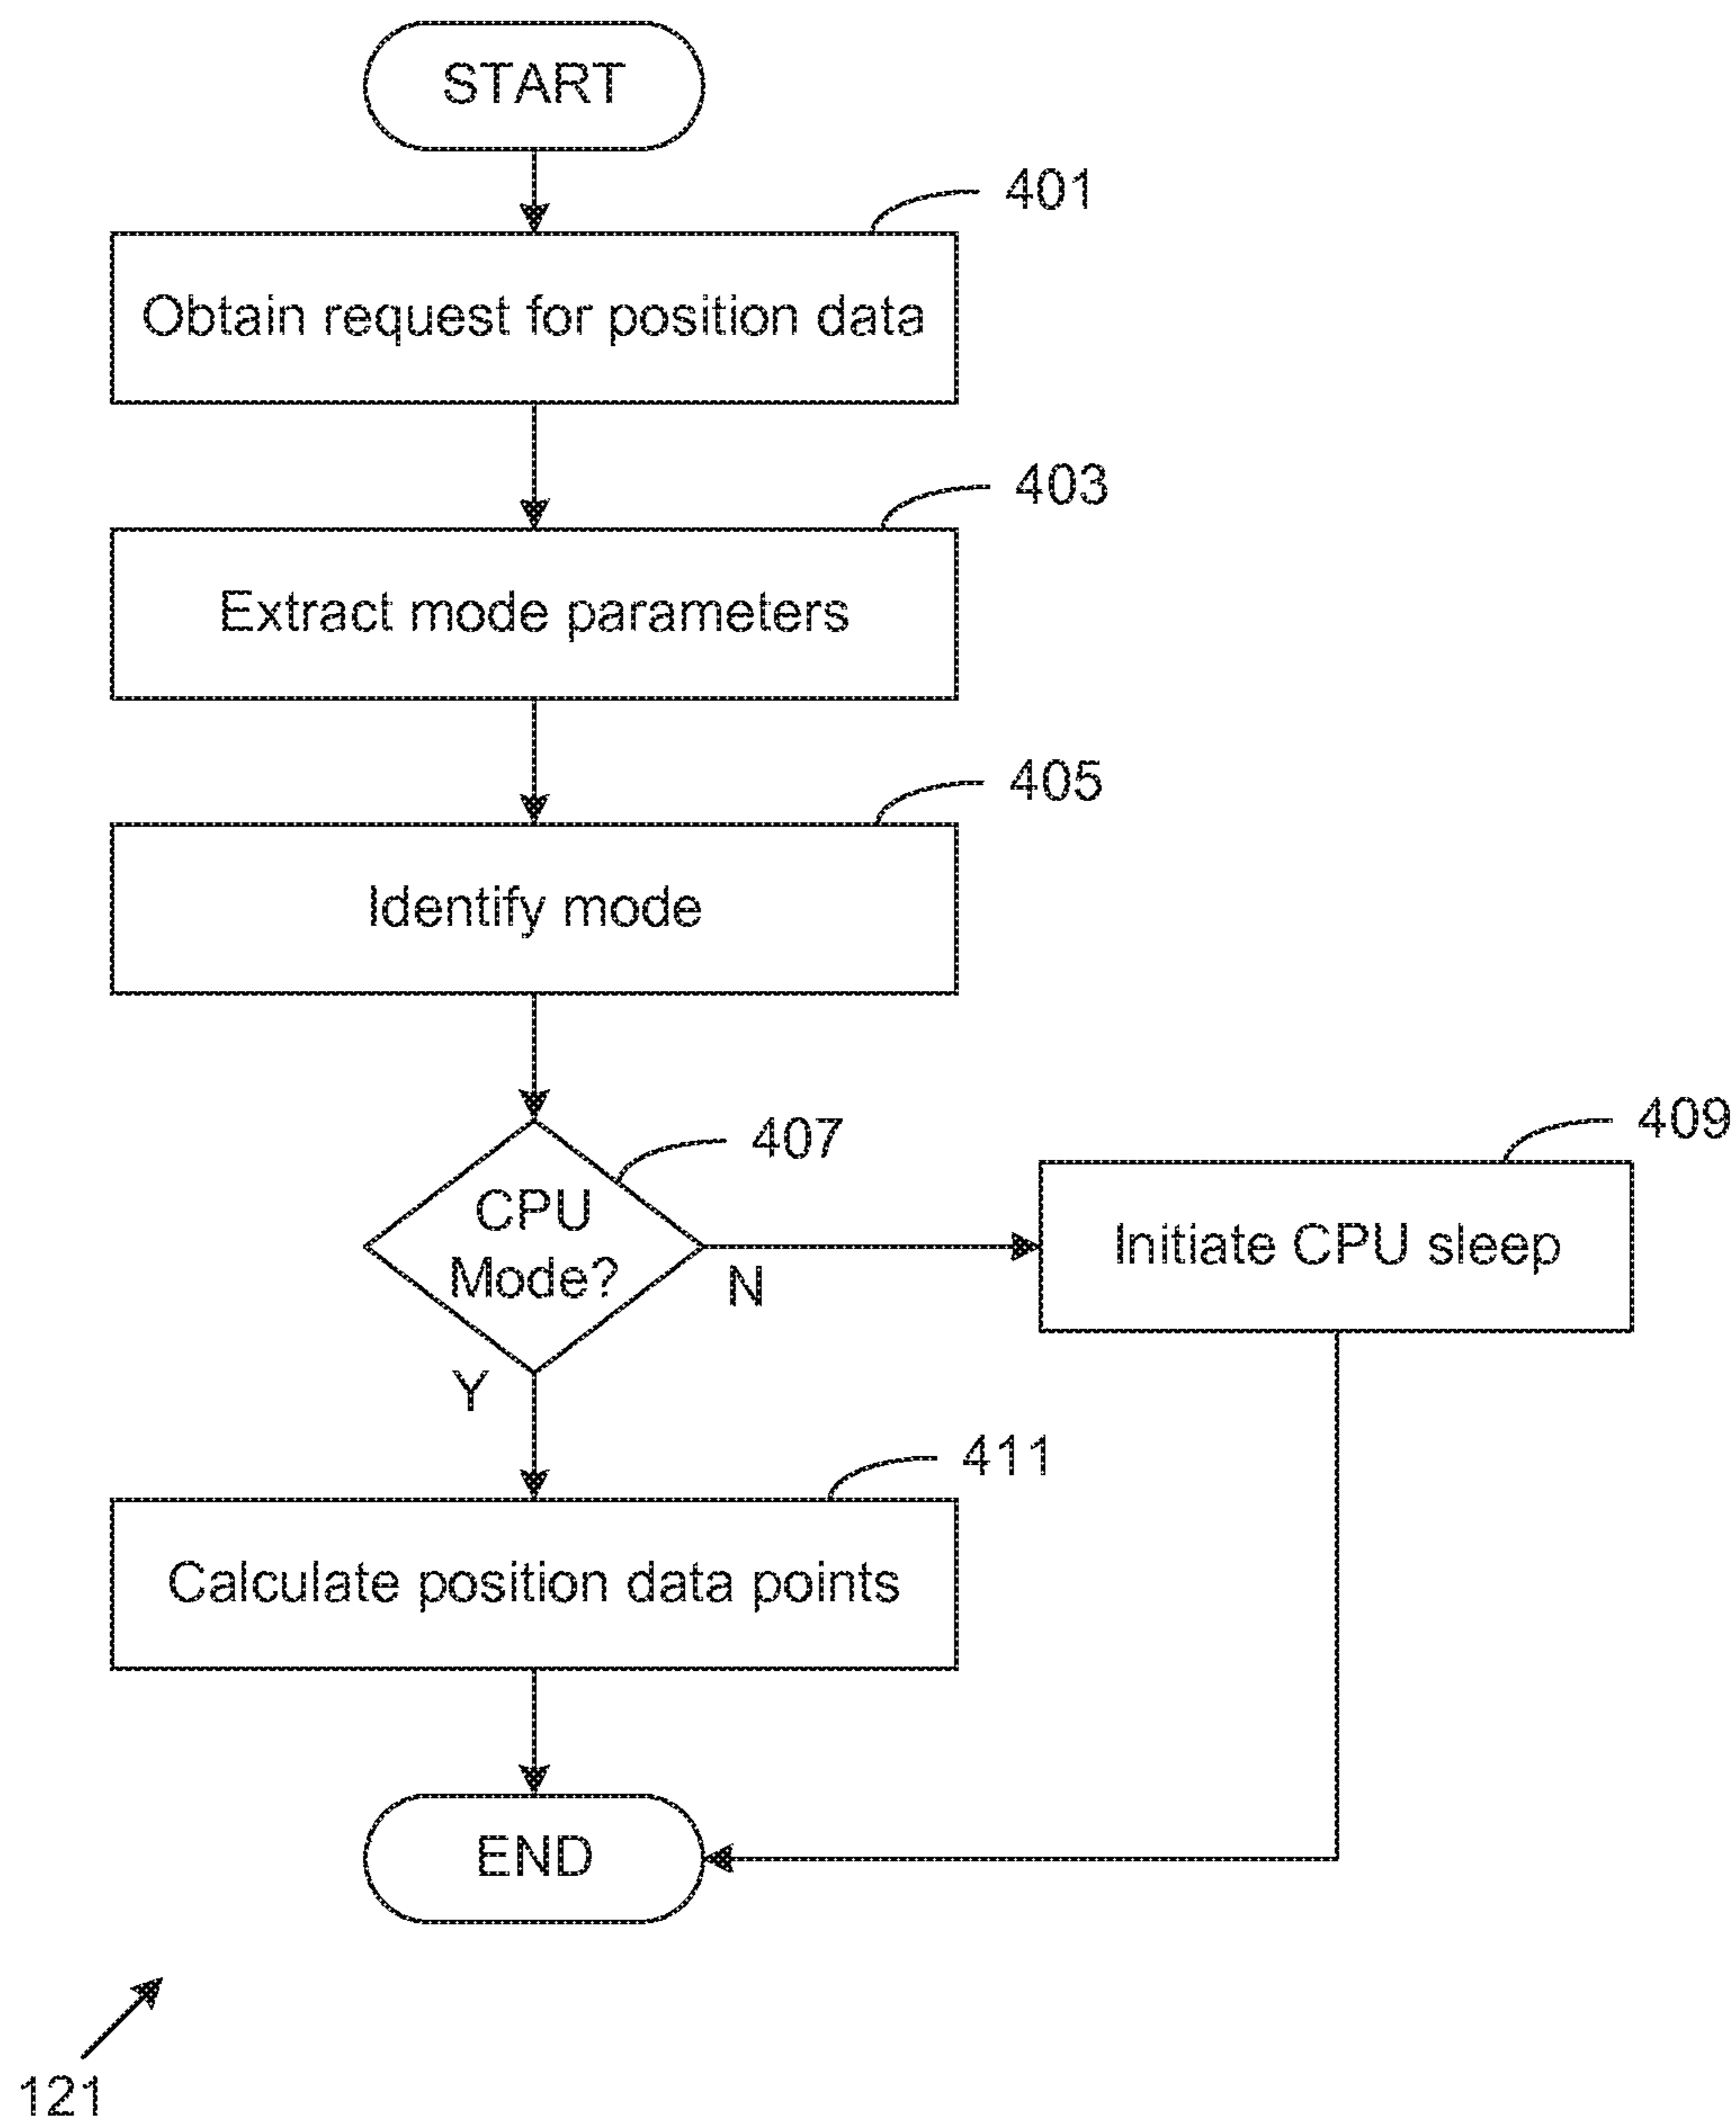 START
401
Obtain request for position data
403
Extract mode parameters
405
Identify mode
407
CPU
Mode?
N
409
Initiate CPU sleep
Y
411
Calculate position data points
END
121